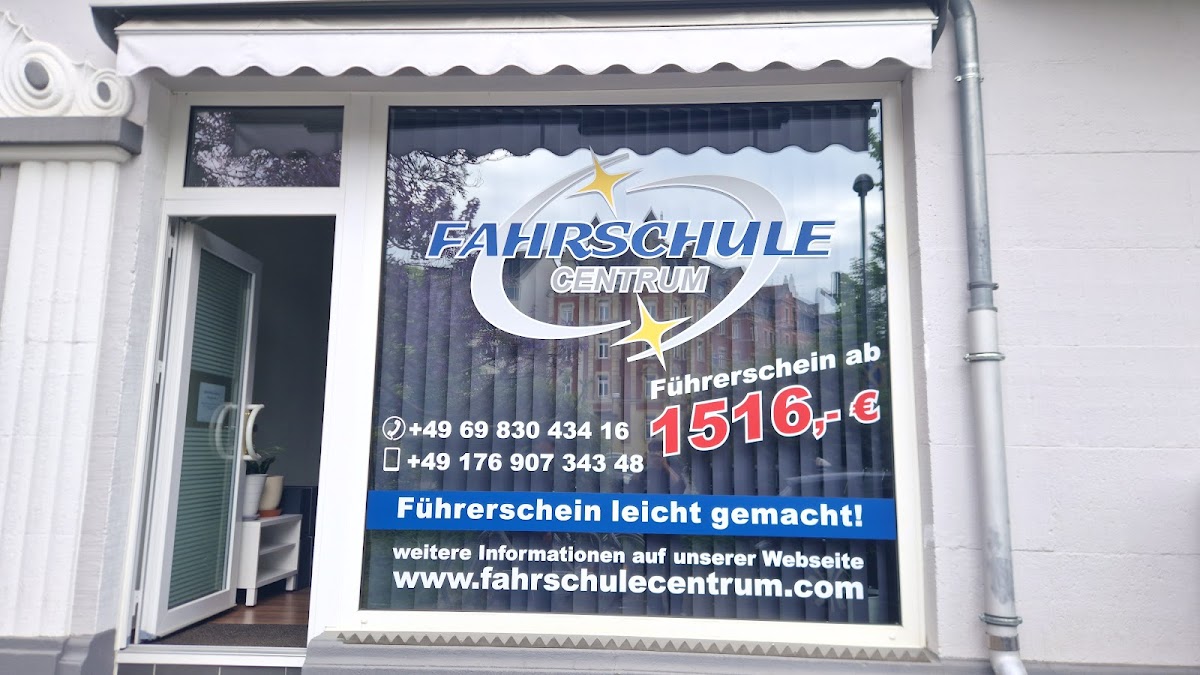 FAHRSCHULE
CENTRUM
Führerschein ab
1516,- €
+49 69 830 434 16
+49 176 907 343 48
Führerschein leicht gemacht!
weitere Informationen auf unserer Webseite
www.fahrschulecentrum.com